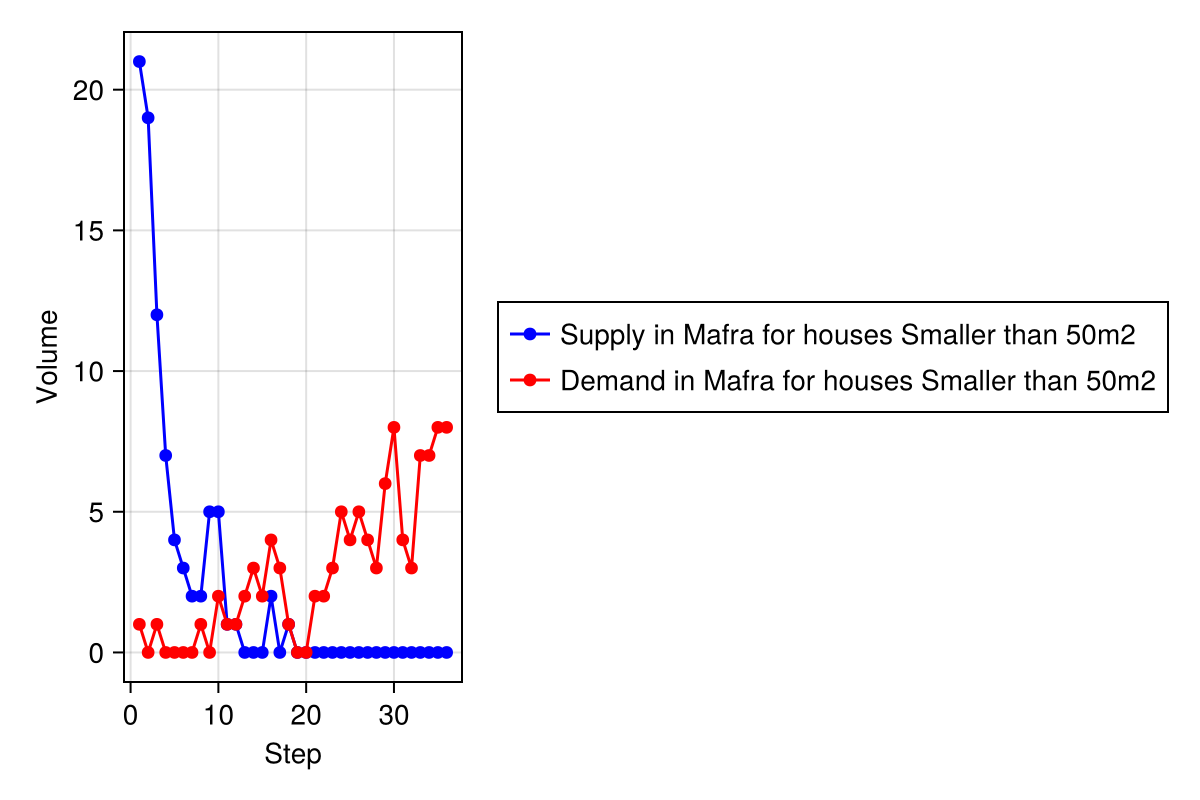 20
15
10
5
0
Volume
0 10 20 30
Step
Supply in Mafra for houses Smaller than 50m2
Demand in Mafra for houses Smaller than 50m2